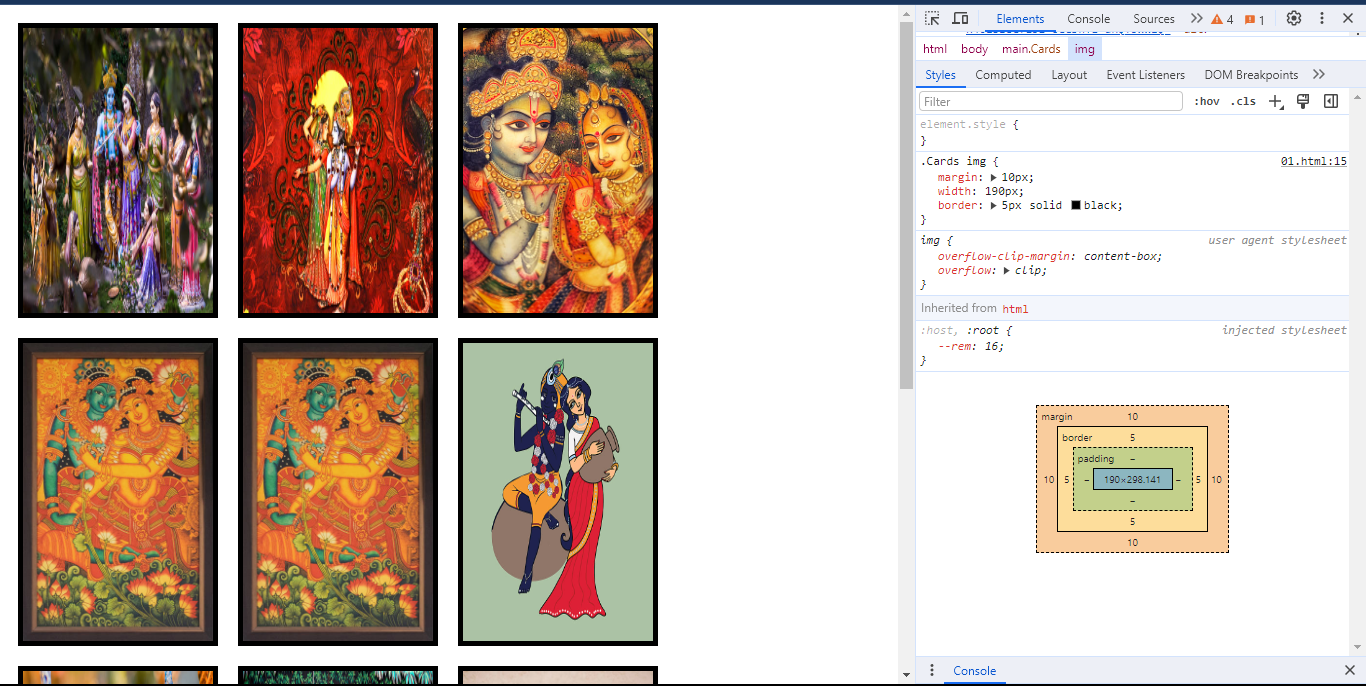 Elements Console Sources 4 1
html body main.Cards img
Styles Computed Layout Event Listeners DOM Breakpoints
Filter :hov .cls
element.style {
}
.Cards img { 01.html:15
margin: 10px;
width: 190px;
border: 5px solid black;
}
img { user agent stylesheet
overflow-clip-margin: content-box;
overflow: clip;
}
Inherited from html
:host, :root { injected stylesheet
--rem: 16;
}
margin 10
border 5
padding –
10 5 – 190×298.141 – 5 10
–
5
10
Console